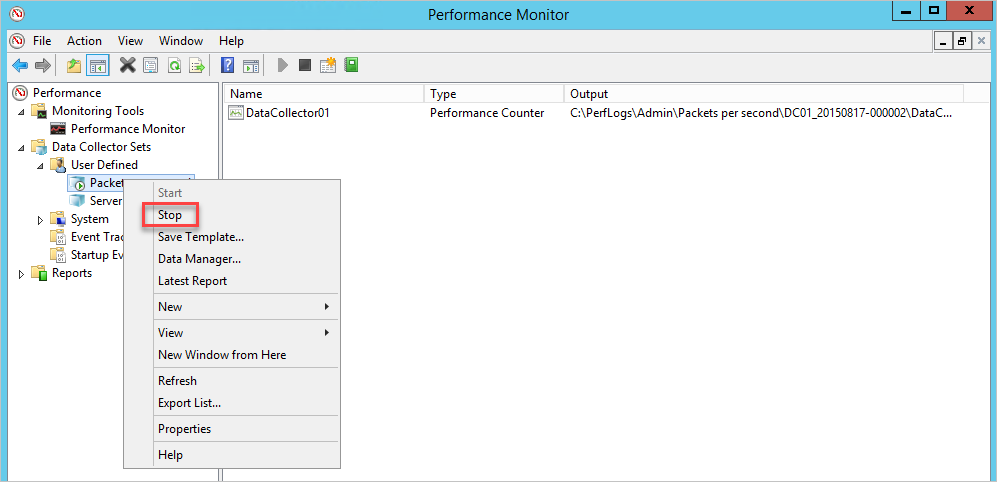 Performance Monitor
File Action View Window Help
Performance
Monitoring Tools
Performance Monitor
Data Collector Sets
User Defined
Packet
Server
System
Event Tra
Startup Ev
Reports
Name Type Output
DataCollector01 Performance Counter C:\PerfLogs\Admin\Packets per second\DC01_20150817-000002\DataC...
Start
Stop
Save Template...
Data Manager...
Latest Report
New
View
New Window from Here
Refresh
Export List...
Properties
Help